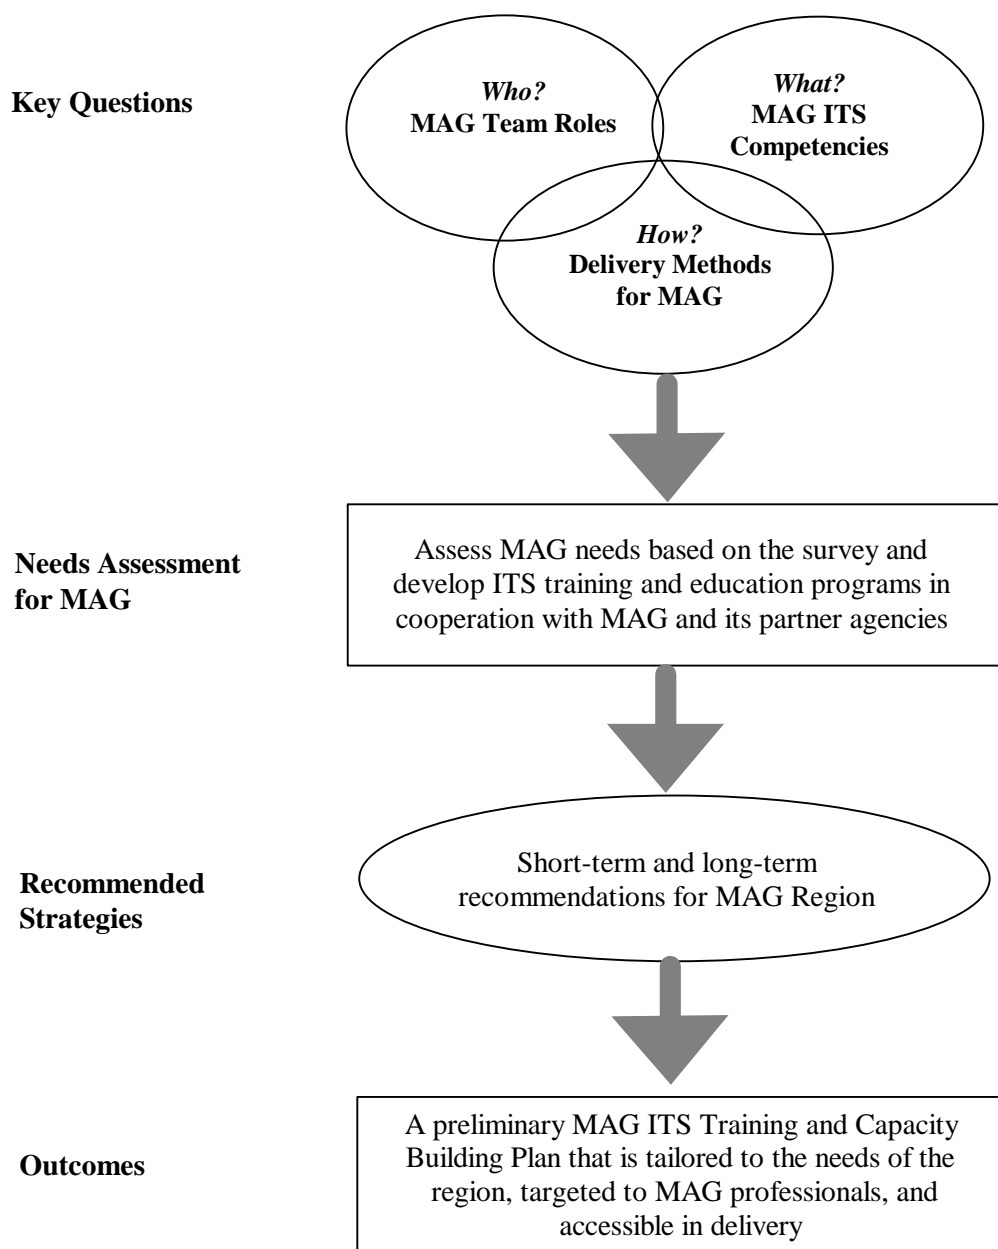 Key Questions
Who?
MAG Team Roles
What?
MAG ITS
Competencies
How?
Delivery Methods
for MAG
Needs Assessment
for MAG
Assess MAG needs based on the survey and
develop ITS training and education programs in
cooperation with MAG and its partner agencies
Recommended
Strategies
Short-term and long-term
recommendations for MAG Region
Outcomes
A preliminary MAG ITS Training and Capacity
Building Plan that is tailored to the needs of the
region, targeted to MAG professionals, and
accessible in delivery